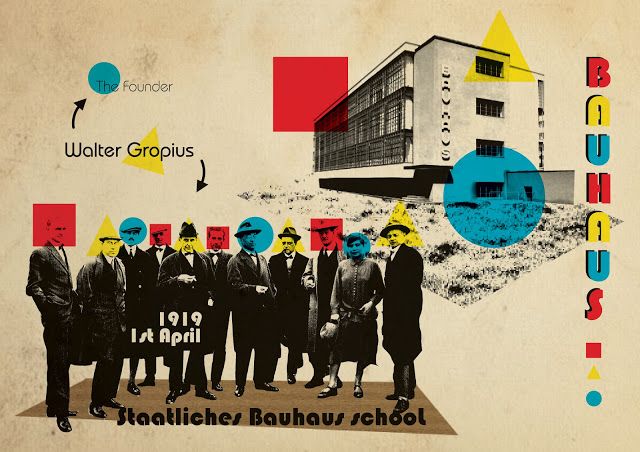 The Founder
Walter Gropius
BAUHAUS
BAUHAUS
1919
1st April
Staatliches Bauhaus school